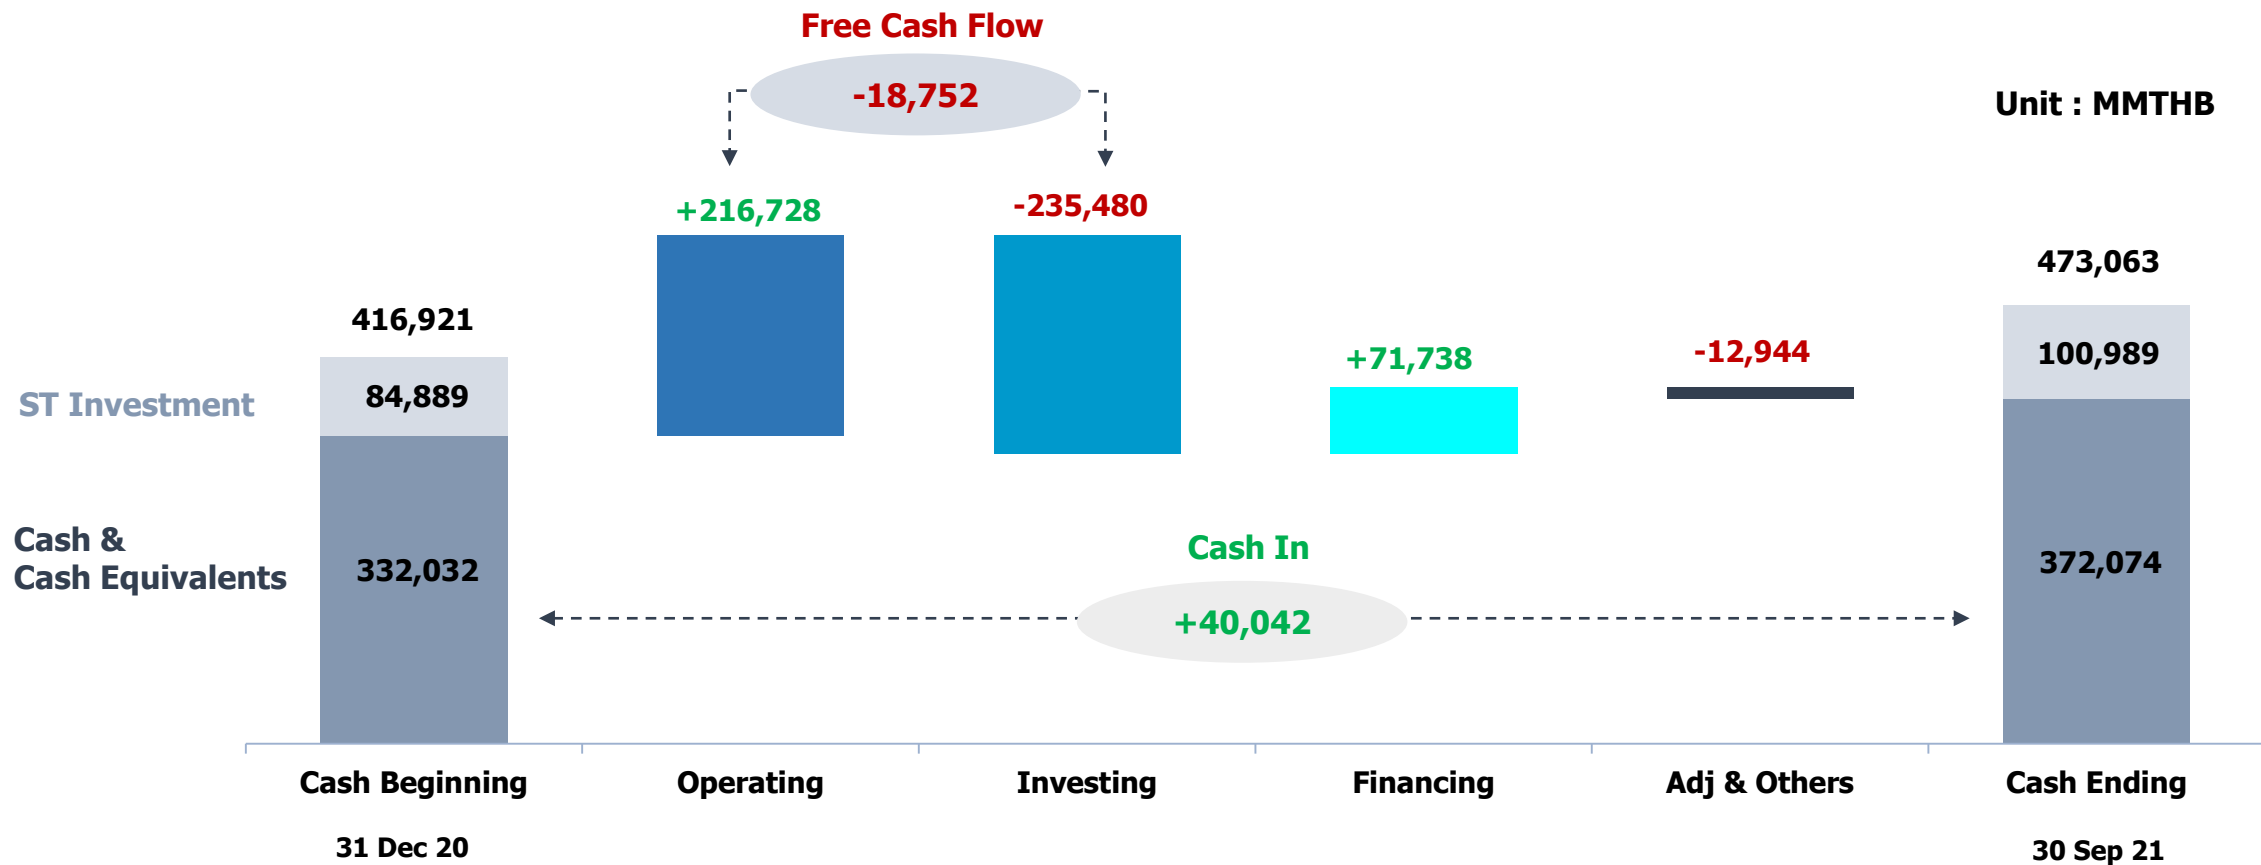 Free Cash Flow
-18,752
Unit : MMTHB
+216,728
-235,480
473,063
416,921
+71,738
-12,944
100,989
ST Investment
84,889
Cash &
Cash Equivalents
332,032
Cash In
372,074
+40,042
Cash Beginning
Operating
Investing
Financing
Adj & Others
Cash Ending
31 Dec 20
30 Sep 21